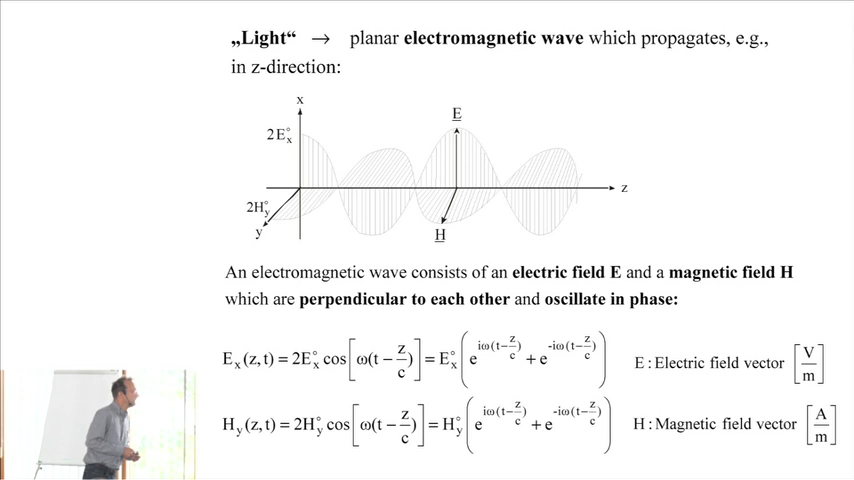 „Light“ → planar electromagnetic wave which propagates, e.g.,
in z-direction:
x
2E°x
E
z
2H°y
y
H
An electromagnetic wave consists of an electric field E and a magnetic field H
which are perpendicular to each other and oscillate in phase:
Ex(z,t) = 2E°x cos[ω(t − z/c)] = E°x(e^iω(t−z/c) + e^-iω(t−z/c)) E : Electric field vector [V/m]
Hy(z,t) = 2H°y cos[ω(t − z/c)] = H°y(e^iω(t−z/c) + e^-iω(t−z/c)) H : Magnetic field vector [A/m]